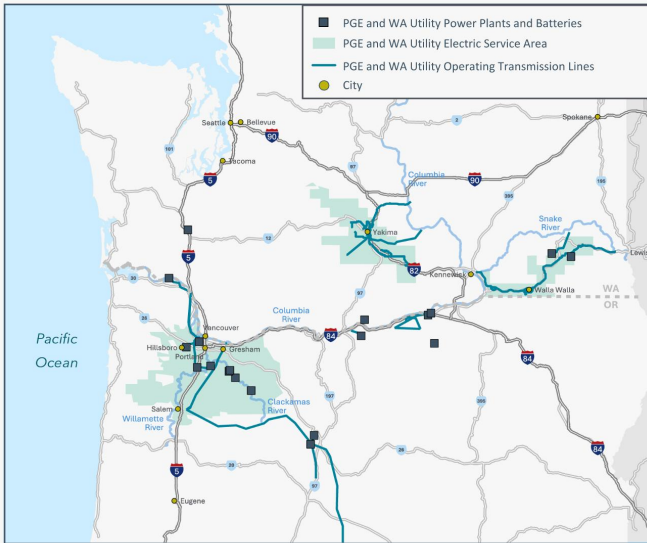 PGE and WA Utility Power Plants and Batteries
PGE and WA Utility Electric Service Area
PGE and WA Utility Operating Transmission Lines
City
Seattle
Bellevue
90
2
Spokane
101
Tacoma
5
97
Columbia
River
90
395
195
Snake
River
Yakima
12
5
82
Kennewick
Lewis
Walla Walla
WA
OR
30
97
Columbia
River
84
26
Vancouver
Hillsboro
Portland
Gresham
Pacific
Ocean
84
197
Clackamas
River
395
Salem
Willamette
River
20
26
84
5
97
Eugene